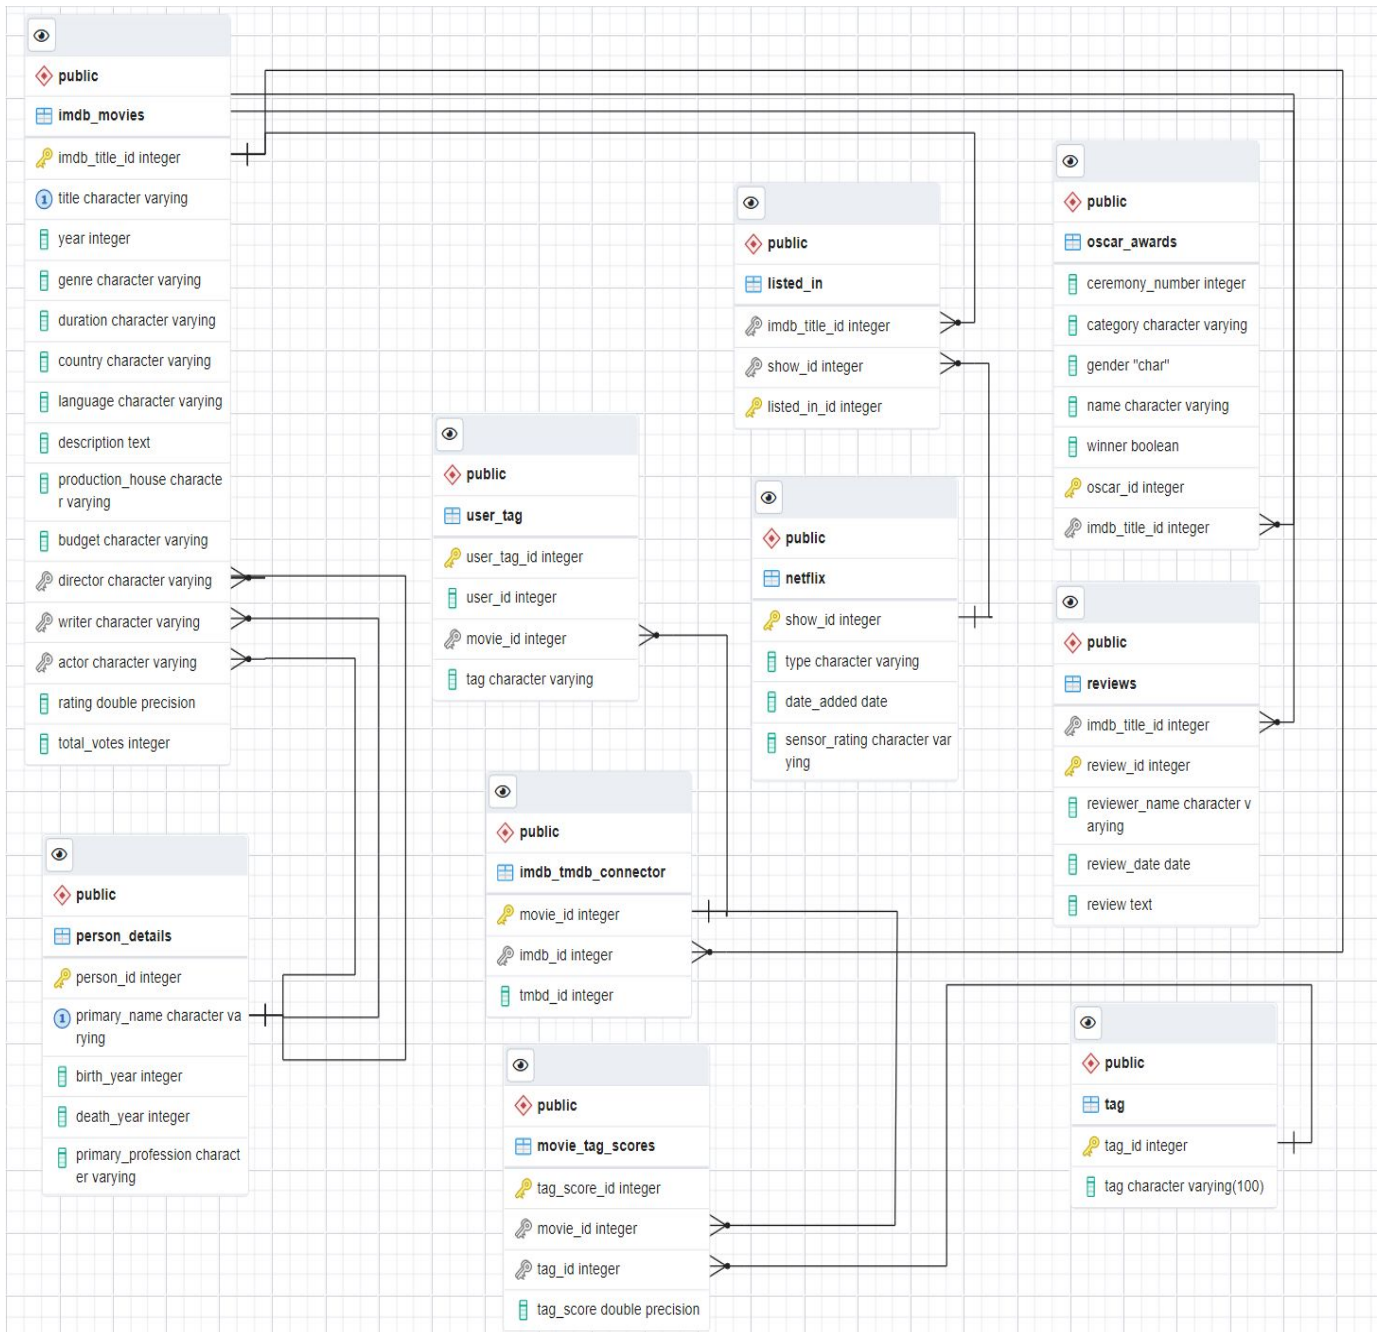 public
imdb_movies
imdb_title_id integer
1
title character varying
year integer
genre character varying
duration character varying
country character varying
language character varying
description text
production_house characte
r varying
budget character varying
director character varying
writer character varying
actor character varying
rating double precision
total_votes integer
public
person_details
person_id integer
1
primary_name character va
rying
birth_year integer
death_year integer
primary_profession charact
er varying
public
user_tag
user_tag_id integer
user_id integer
movie_id integer
tag character varying
public
imdb_tmdb_connector
movie_id integer
imdb_id integer
tmbd_id integer
public
movie_tag_scores
tag_score_id integer
movie_id integer
tag_id integer
tag_score double precision
public
listed_in
imdb_title_id integer
show_id integer
listed_in_id integer
public
netflix
show_id integer
type character varying
date_added date
sensor_rating character var
ying
public
oscar_awards
ceremony_number integer
category character varying
gender "char"
name character varying
winner boolean
oscar_id integer
imdb_title_id integer
public
reviews
imdb_title_id integer
review_id integer
reviewer_name character v
arying
review_date date
review text
public
tag
tag_id integer
tag character varying(100)